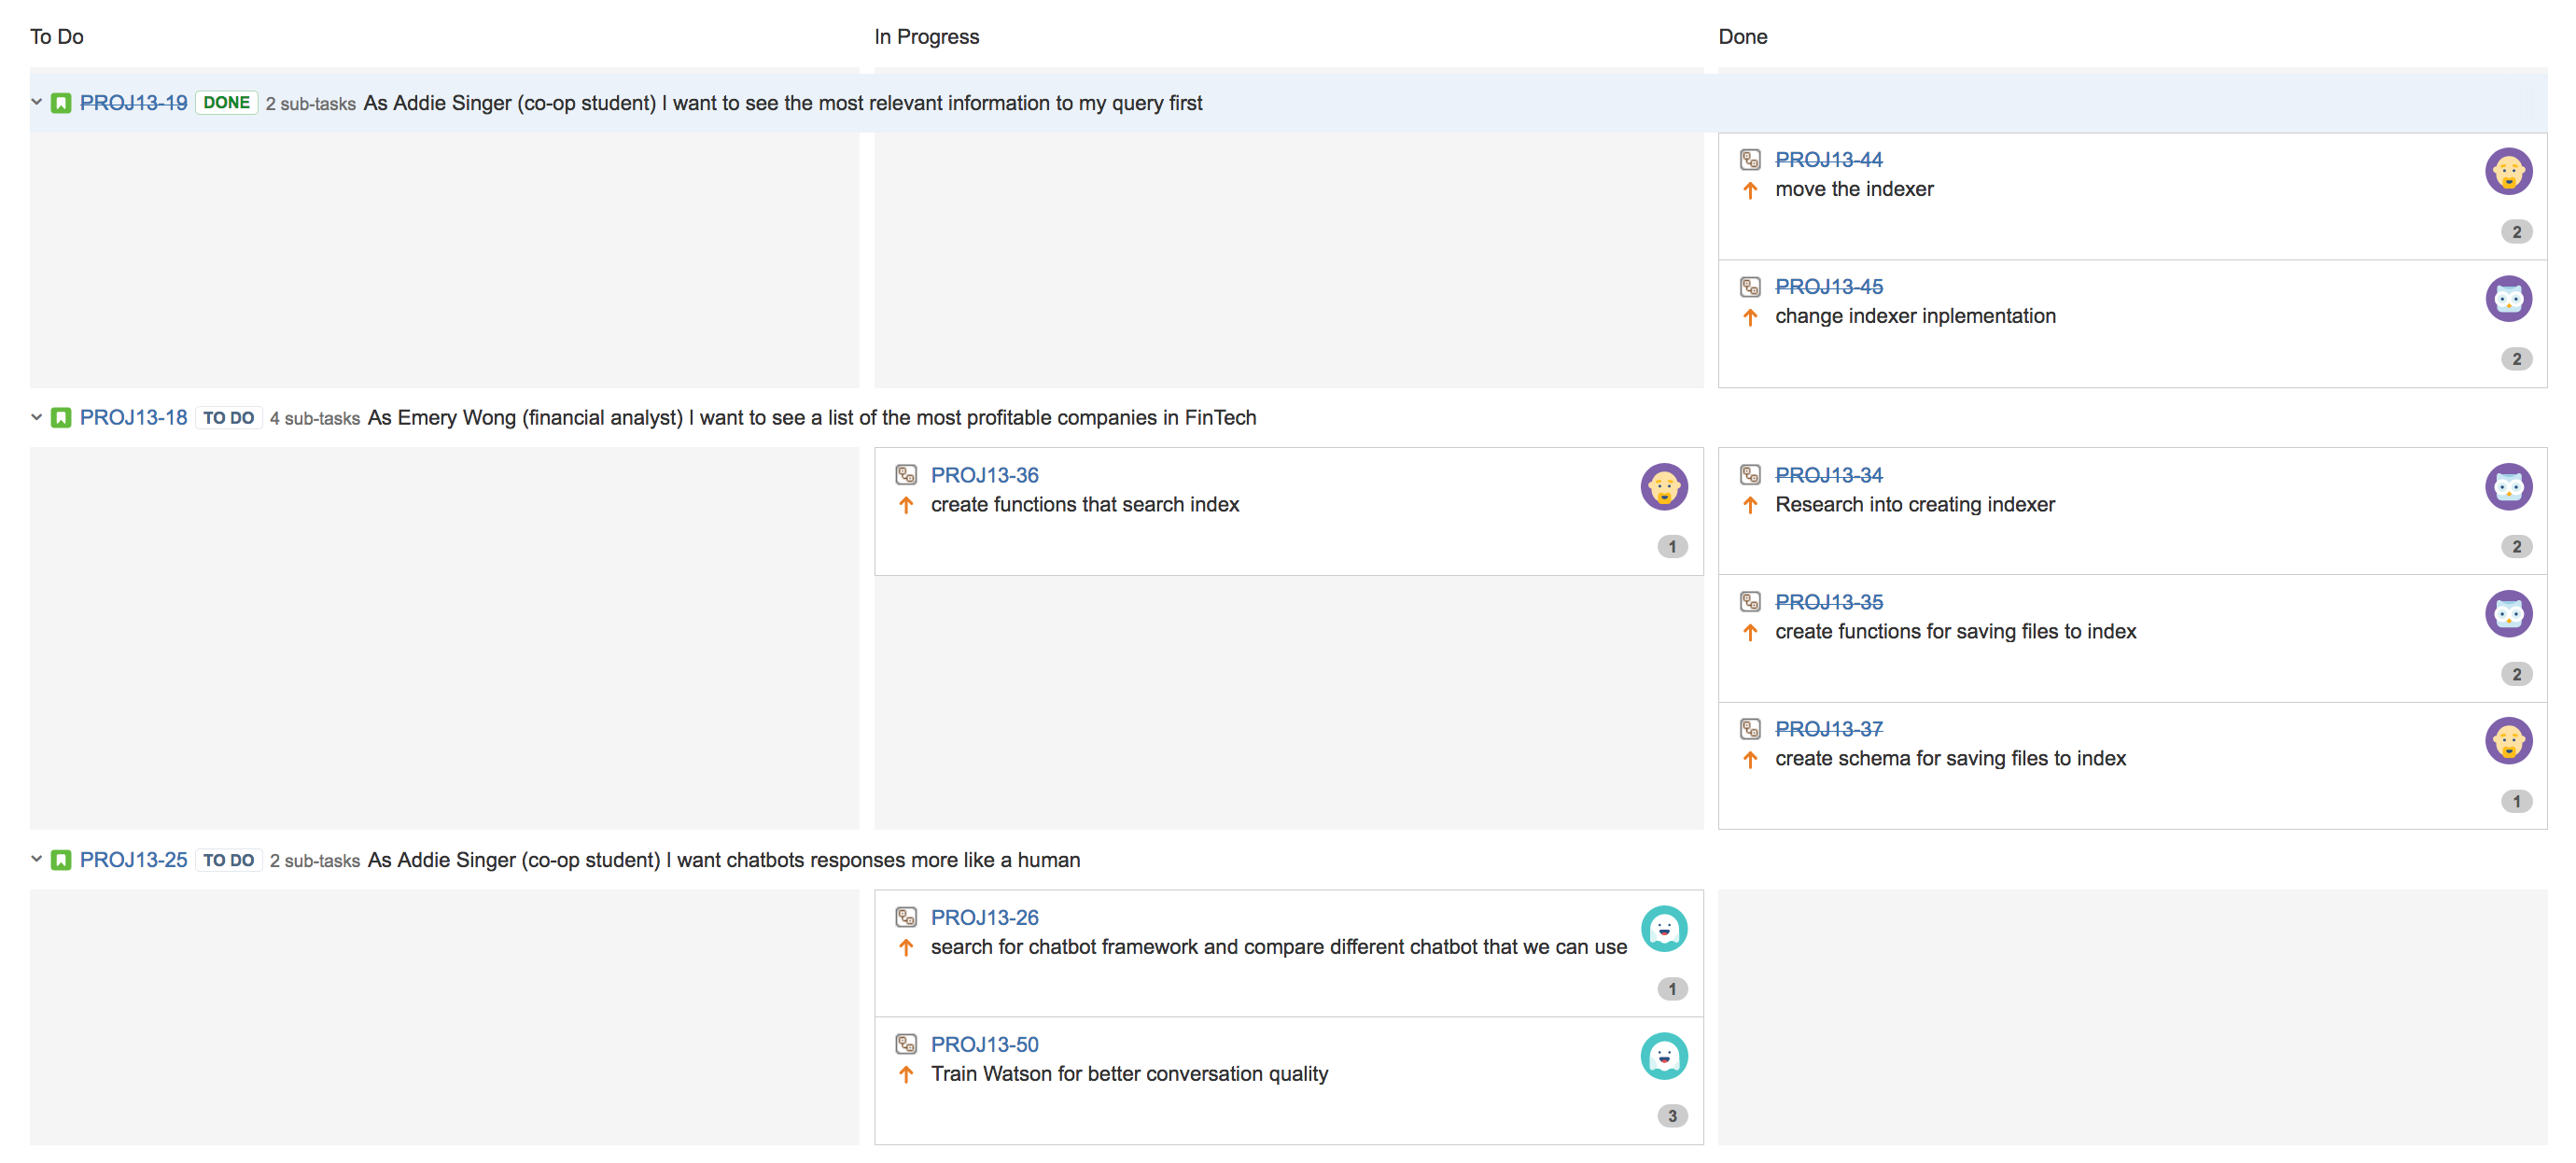 To Do
In Progress
Done
PROJ13-19 DONE 2 sub-tasks As Addie Singer (co-op student) I want to see the most relevant information to my query first
PROJ13-44
move the indexer
2
PROJ13-45
change indexer inplementation
2
PROJ13-18 TO DO 4 sub-tasks As Emery Wong (financial analyst) I want to see a list of the most profitable companies in FinTech
PROJ13-36
create functions that search index
1
PROJ13-34
Research into creating indexer
2
PROJ13-35
create functions for saving files to index
2
PROJ13-37
create schema for saving files to index
1
PROJ13-25 TO DO 2 sub-tasks As Addie Singer (co-op student) I want chatbots responses more like a human
PROJ13-26
search for chatbot framework and compare different chatbot that we can use
1
PROJ13-50
Train Watson for better conversation quality
3